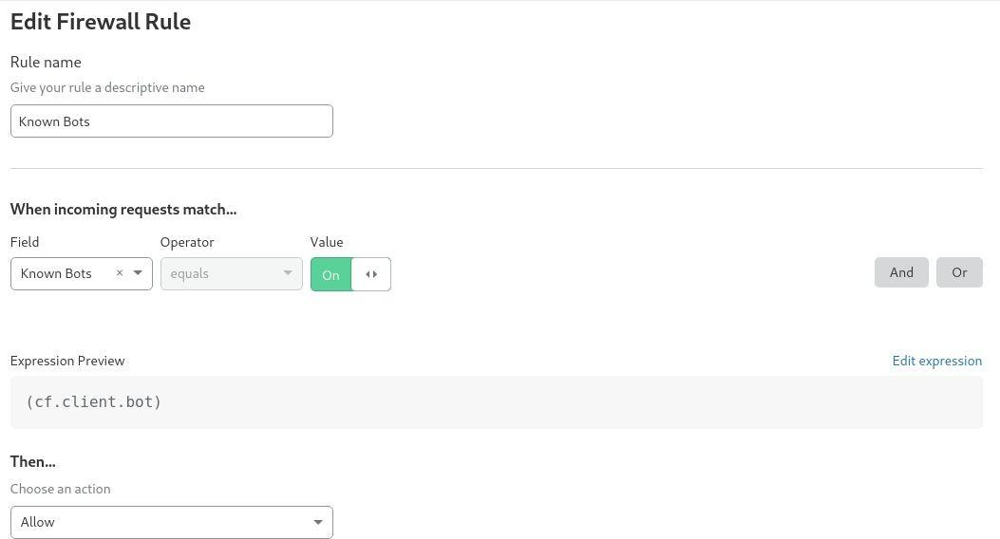 Edit Firewall Rule
Rule name
Give your rule a descriptive name
Known Bots
When incoming requests match...
Field Operator Value
Known Bots × equals On And Or
Expression Preview Edit expression
(cf.client.bot)
Then...
Choose an action
Allow